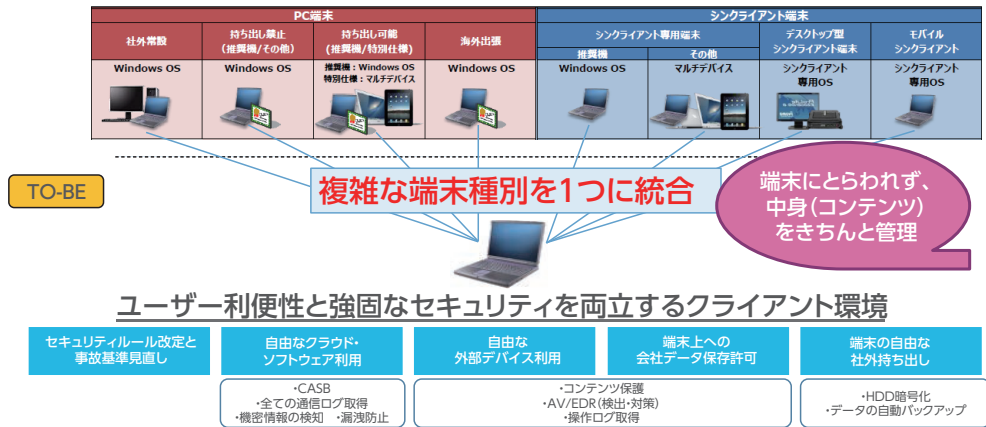 PC端末
シンクライアント端末
社外常設
持ち出し禁止
(推奨機/その他)
持ち出し可能
(推奨機/特別仕様)
海外出張
シンクライアント専用端末
推奨機
その他
デスクトップ型
シンクライアント端末
モバイル
シンクライアント
Windows OS
Windows OS
推奨機:Windows OS
特別仕様:マルチデバイス
Windows OS
Windows OS
マルチデバイス
シンクライアント
専用OS
シンクライアント
専用OS
TO-BE
複雑な端末種別を1つに統合
端末にとらわれず、
中身(コンテンツ)
をきちんと管理
ユーザー利便性と強固なセキュリティを両立するクライアント環境
セキュリティルール改定と
事故基準見直し
自由なクラウド・
ソフトウェア利用
自由な
外部デバイス利用
端末上への
会社データ保存許可
端末の自由な
社外持ち出し
・CASB
・全ての通信ログ取得
・機密情報の検知 ・漏洩防止
・コンテンツ保護
・AV/EDR(検出・対策)
・操作ログ取得
・HDD暗号化
・データの自動バックアップ